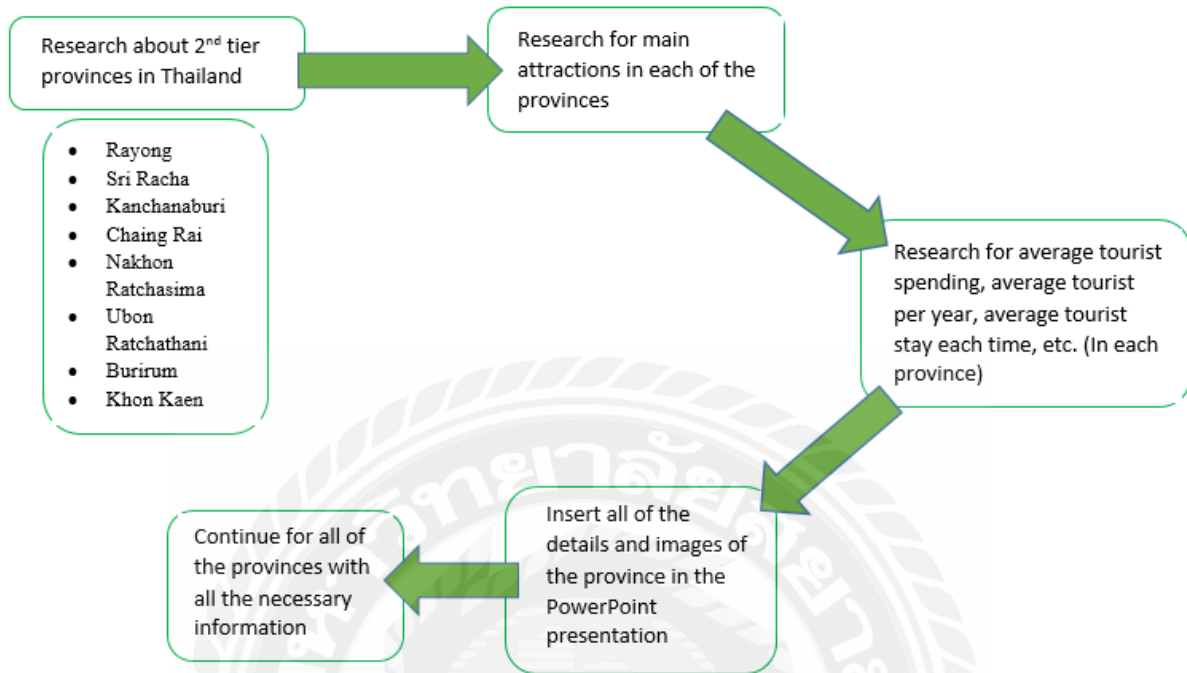 Research about 2nd tier
provinces in Thailand
Research for main
attractions in each of the
provinces
• Rayong
• Sri Racha
• Kanchanaburi
• Chaing Rai
• Nakhon
Ratchasima
• Ubon
Ratchathani
• Burirum
• Khon Kaen
Research for average tourist
spending, average tourist
per year, average tourist
stay each time, etc. (In each
province)
Insert all of the
details and images of
the province in the
PowerPoint
presentation
Continue for all of
the provinces with
all the necessary
information